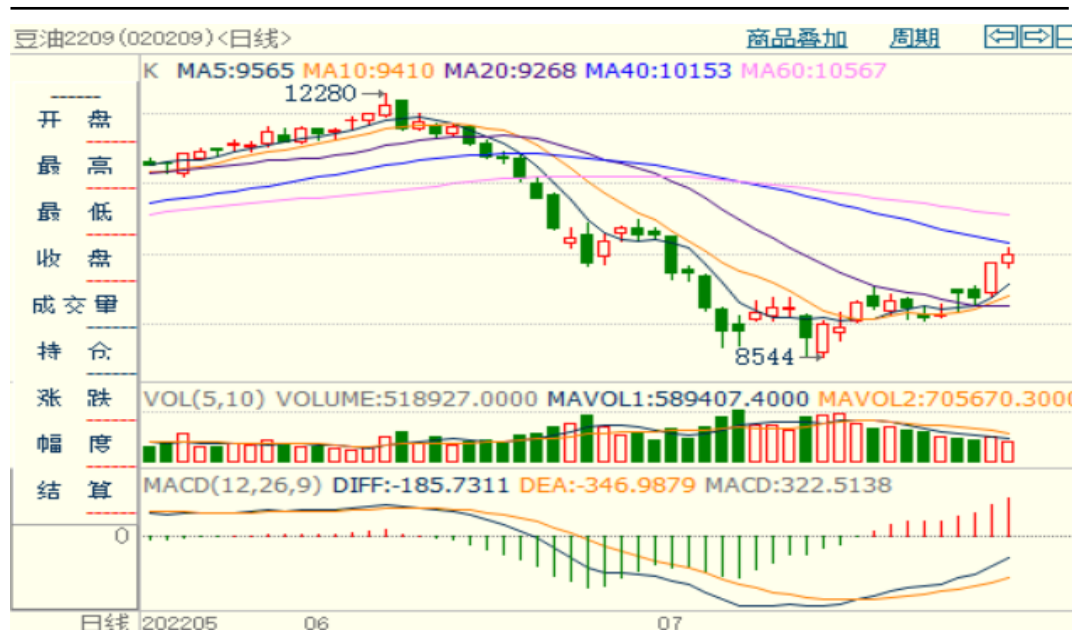 豆油2209(020209)<日线> 商品叠加 周期
K MA5:9565 MA10:9410 MA20:9268 MA40:10153 MA60:10567
12280
开 盘
最 高
最 低
收 盘
成 交 量
持 仓
8544
涨 跌
VOL(5,10) VOLUME:518927.0000 MAVOL1:589407.4000 MAVOL2:705670.3000
幅 度
结 算
MACD(12,26,9) DIFF:-185.7311 DEA:-346.9879 MACD:322.5138
0
日线 202205 06 07